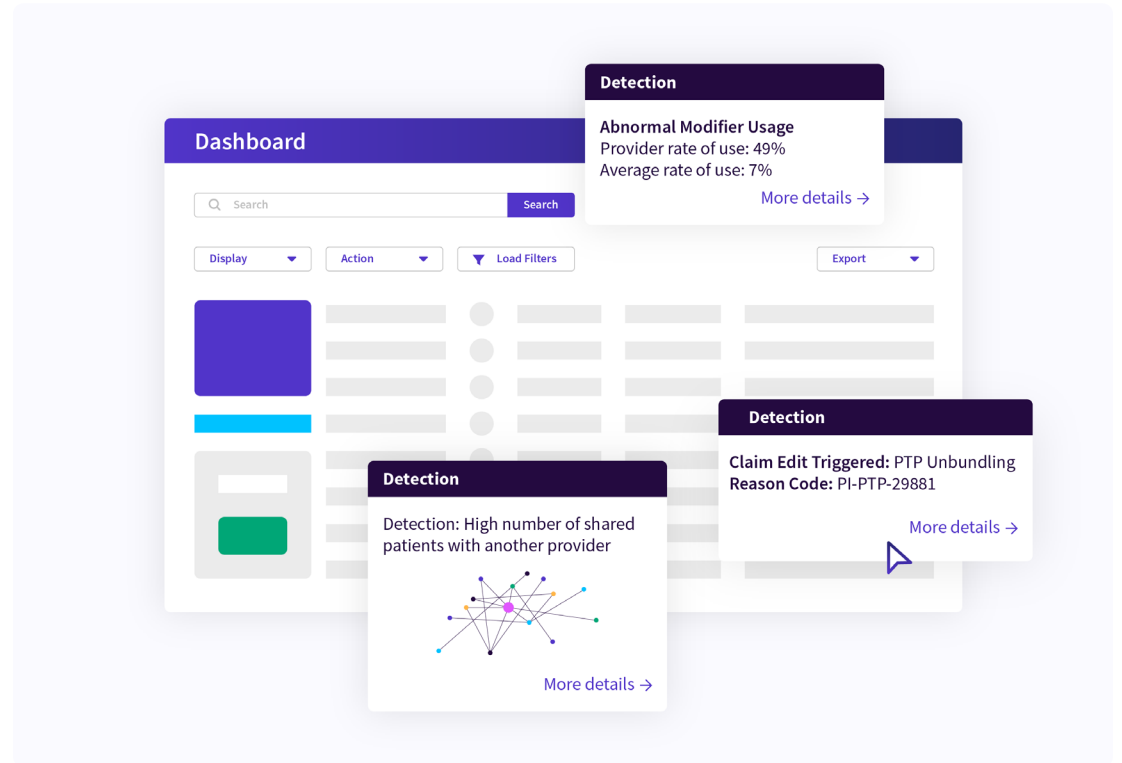 Detection
Abnormal Modifier Usage
Provider rate of use: 49%
Average rate of use: 7%
More details →
Dashboard
Search
Search
Display
Action
Load Filters
Export
Detection
Claim Edit Triggered: PTP Unbundling
Reason Code: PI-PTP-29881
More details →
Detection
Detection: High number of shared
patients with another provider
More details →